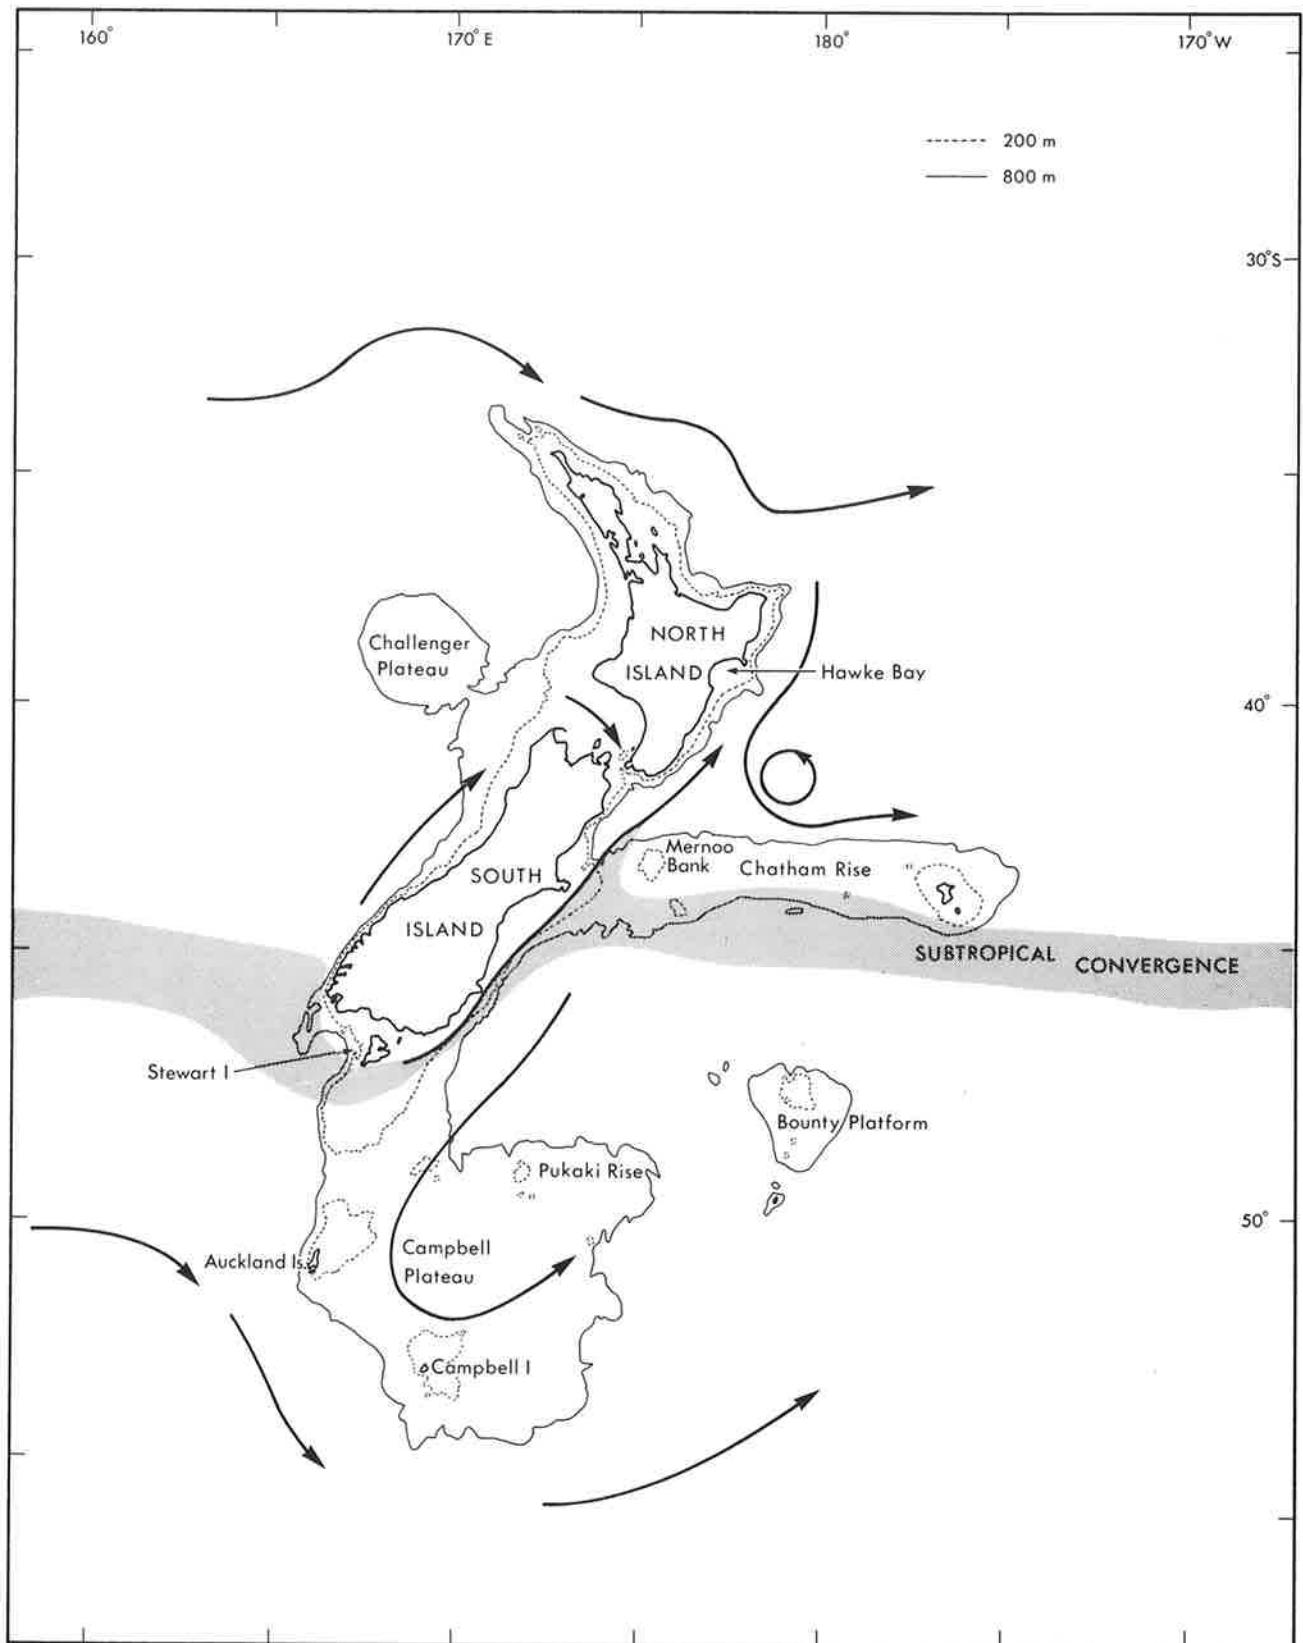 160°
170° E
180°
170° W
200 m
800 m
30°S
Challenger
Plateau
NORTH
ISLAND
Hawke Bay
40°
SOUTH
ISLAND
Mernoo
Bank
Chatham Rise
SUBTROPICAL CONVERGENCE
Stewart I
Bounty Platform
Pukaki Rise
50°
Auckland Is.
Campbell
Plateau
Campbell I